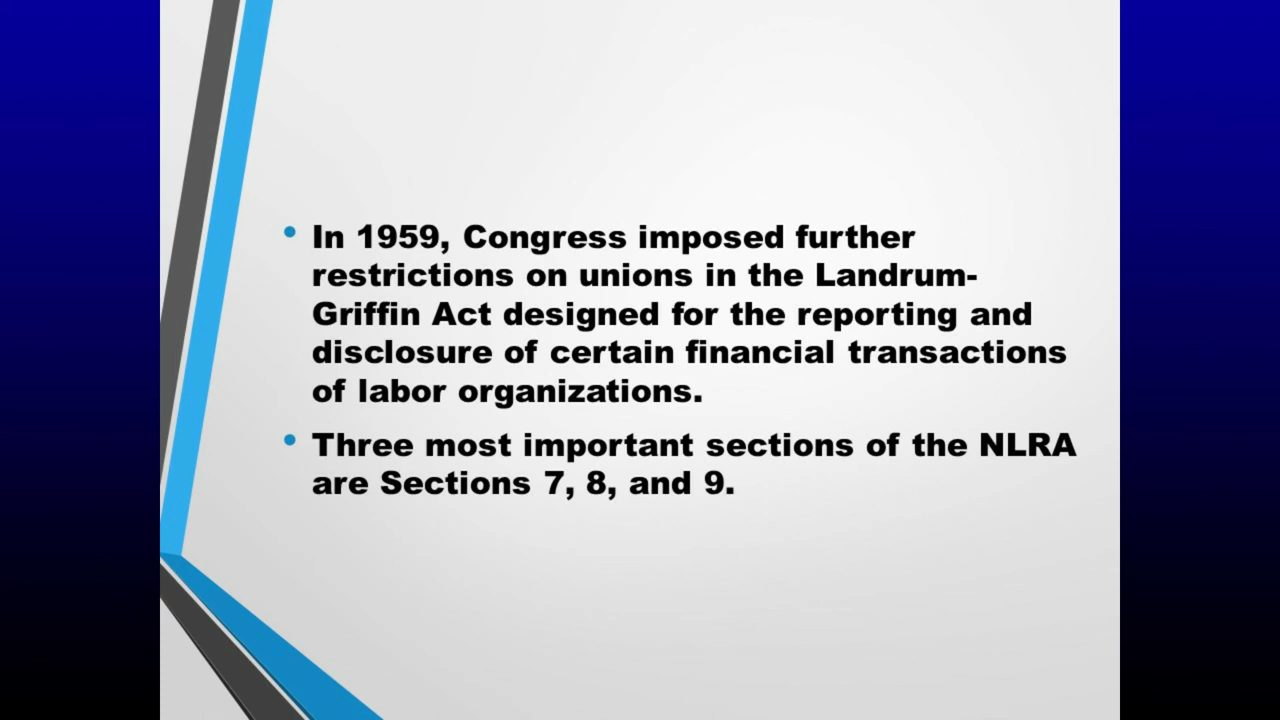 • In 1959, Congress imposed further
restrictions on unions in the Landrum-
Griffin Act designed for the reporting and
disclosure of certain financial transactions
of labor organizations.
• Three most important sections of the NLRA
are Sections 7, 8, and 9.